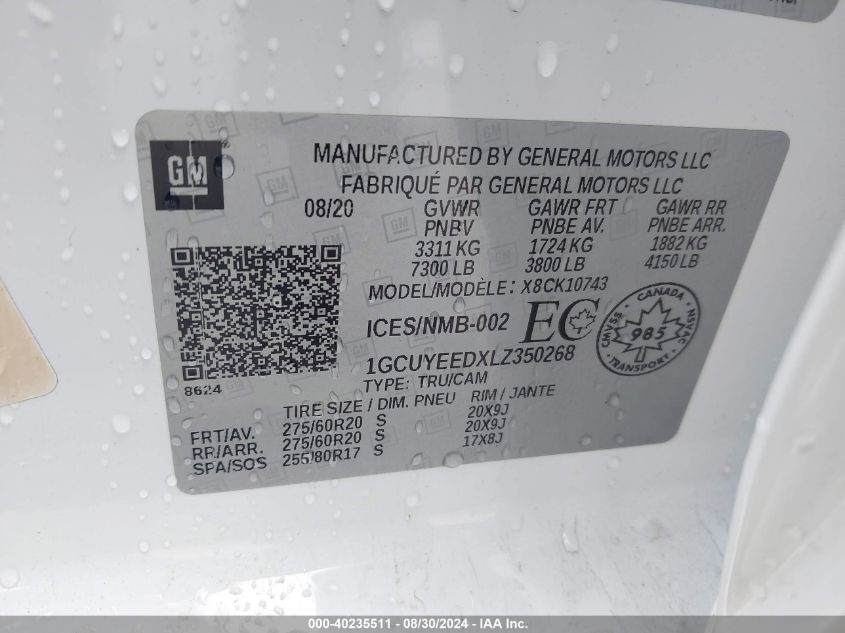 GM
MANUFACTURED BY GENERAL MOTORS LLC
FABRIQUÉ PAR GENERAL MOTORS LLC
08/20 GVWR GAWR FRT GAWR RR
PNBV PNBE AV. PNBE ARR.
3311 KG 1724 KG 1882 KG
7300 LB 3800 LB 4150 LB
MODEL/MODÈLE: X8CK10743
ICES/NMB-002 EC
CANADA
CMVSS 985 NSVAC
1GCUYEEDXLZ350268
TYPE: TRU/CAM
8624
TIRE SIZE / DIM. PNEU RIM / JANTE
FRT/AV. 275/60R20 S 20X9J
RR/ARR. 275/60R20 S 20X9J
SPA/SOS 255/80R17 S 17X8J
000-40235511 - 08/30/2024 - IAA Inc.